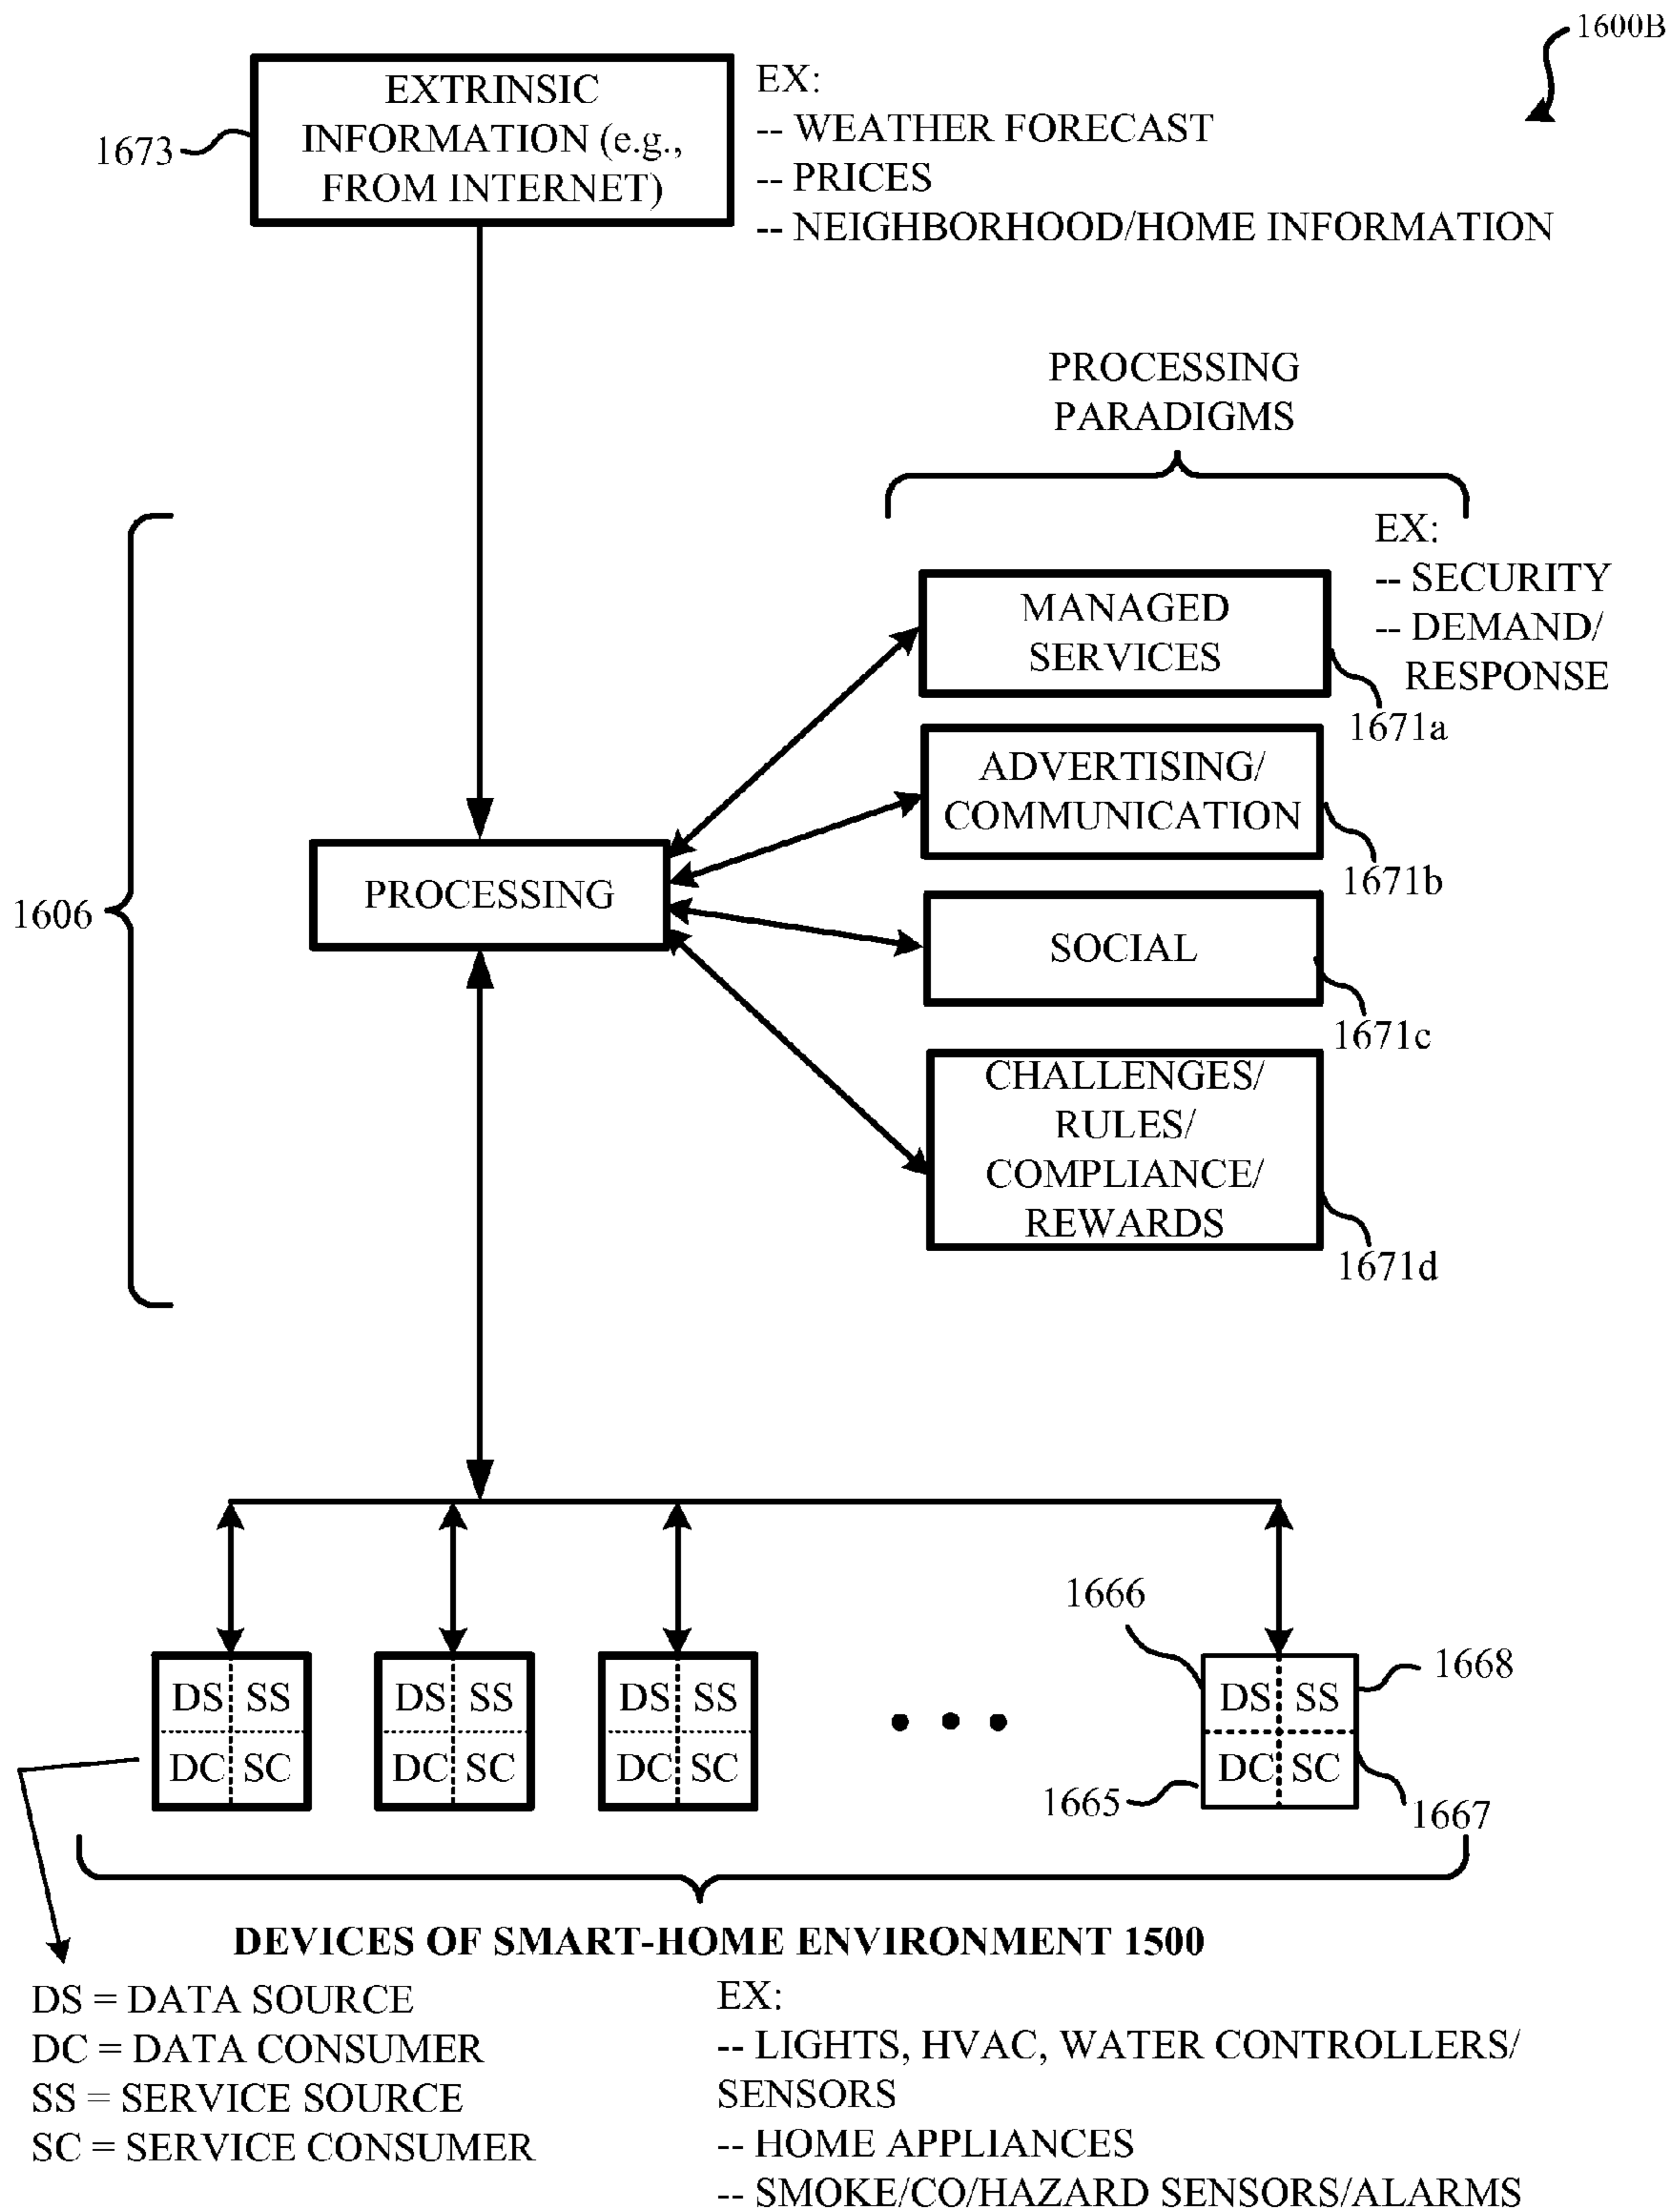 1600B
EXTRINSIC
INFORMATION (e.g.,
FROM INTERNET)
1673
EX:
-- WEATHER FORECAST
-- PRICES
-- NEIGHBORHOOD/HOME INFORMATION
PROCESSING
PARADIGMS
EX:
-- SECURITY
-- DEMAND/
RESPONSE
MANAGED
SERVICES
1671a
ADVERTISING/
COMMUNICATION
1671b
PROCESSING
1606
SOCIAL
1671c
CHALLENGES/
RULES/
COMPLIANCE/
REWARDS
1671d
1666
1668
DS SS
DC SC
DS SS
DC SC
DS SS
DC SC
DS SS
DC SC
1665
1667
DEVICES OF SMART-HOME ENVIRONMENT 1500
DS = DATA SOURCE
DC = DATA CONSUMER
SS = SERVICE SOURCE
SC = SERVICE CONSUMER
EX:
-- LIGHTS, HVAC, WATER CONTROLLERS/
SENSORS
-- HOME APPLIANCES
-- SMOKE/CO/HAZARD SENSORS/ALARMS